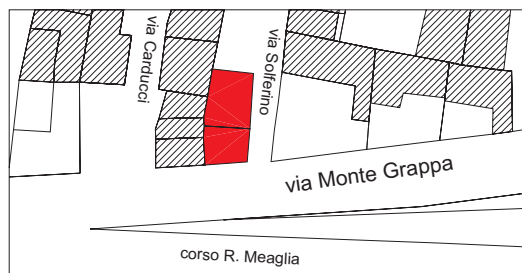 via Carducci
via Solferino
via Monte Grappa
corso R. Meaglia